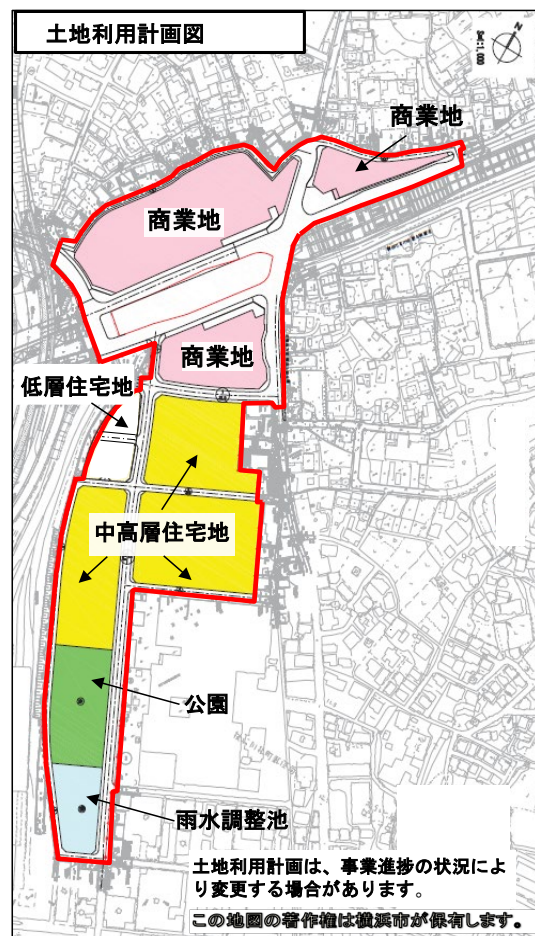 土地利用計画図
N
S=1:1,000
商業地
商業地
商業地
低層住宅地
中高層住宅地
公園
雨水調整池
土地利用計画は、事業進捗の状況によ
り変更する場合があります。
この地図の著作権は横浜市が保有します。